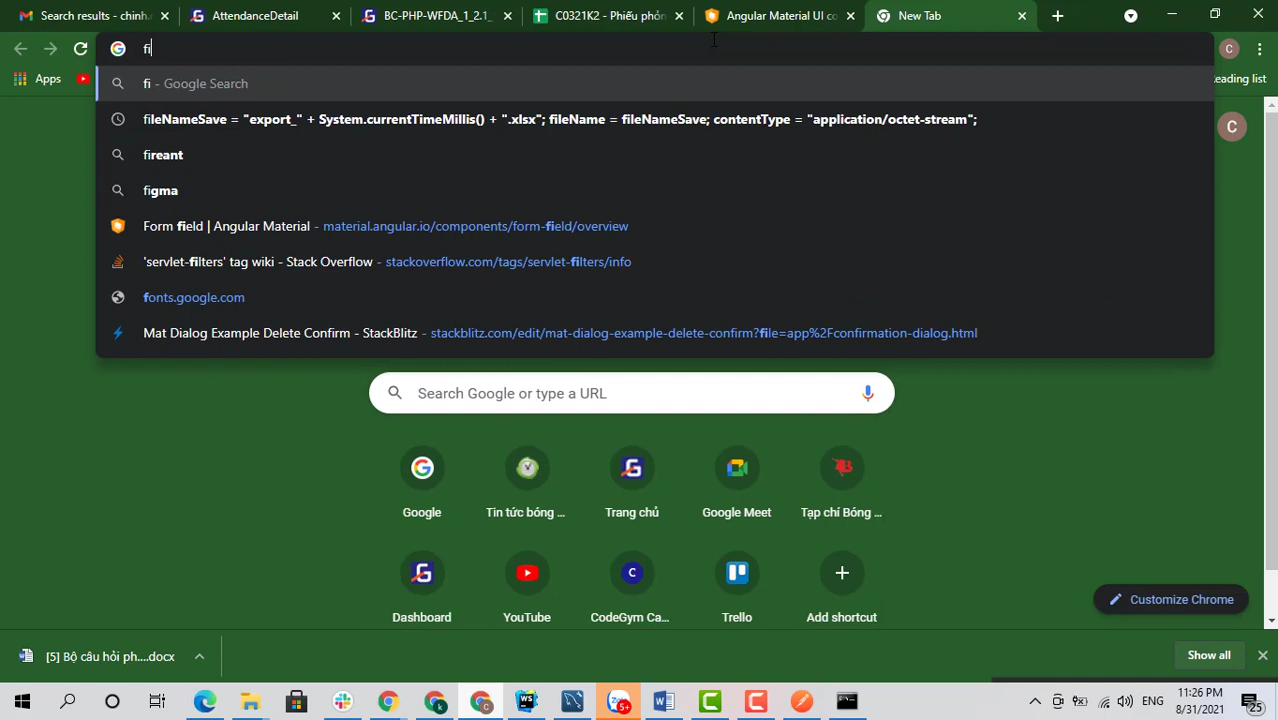 Search results - chinh.
AttendanceDetail
BC-PHP-WFDA_1_2.1_
C0321K2 - Phiếu phỏn
Angular Material UI co
New Tab
fi
C
Apps
ading list
fi - Google Search
fileNameSave = "export_" + System.currentTimeMillis() + ".xlsx"; fileName = fileNameSave; contentType = "application/octet-stream";
C
fireant
figma
Form field | Angular Material - material.angular.io/components/form-field/overview
'servlet-filters' tag wiki - Stack Overflow - stackoverflow.com/tags/servlet-filters/info
fonts.google.com
Mat Dialog Example Delete Confirm - StackBlitz - stackblitz.com/edit/mat-dialog-example-delete-confirm?file=app%2Fconfirmation-dialog.html
Search Google or type a URL
Google
Tin tức bóng ...
Trang chủ
Google Meet
Tạp chí Bóng ...
C
Dashboard
YouTube
CodeGym Ca...
Trello
Add shortcut
Customize Chrome
[5] Bộ câu hỏi ph....docx
Show all
ENG
11:26 PM
8/31/2021
25
5+